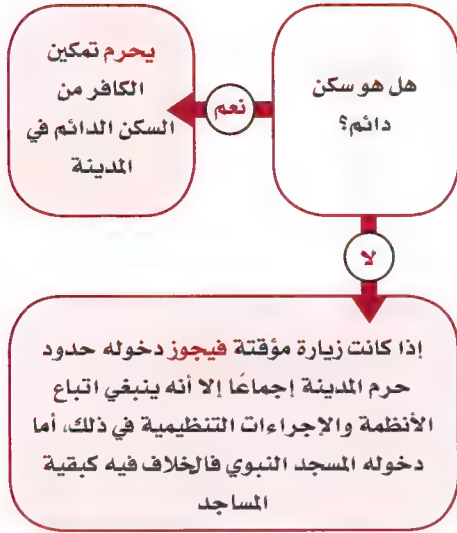 هل هو سكن
دائم؟
نعم
يحرم تمكين
الكافر من
السكن الدائم في
المدينة
لا
إذا كانت زيارة مؤقتة فيجوز دخوله حدود
حرم المدينة إجماعًا إلا أنه ينبغي اتباع
الأنظمة والإجراءات التنظيمية في ذلك، أما
دخوله المسجد النبوي فالخلاف فيه كبقية
المساجد